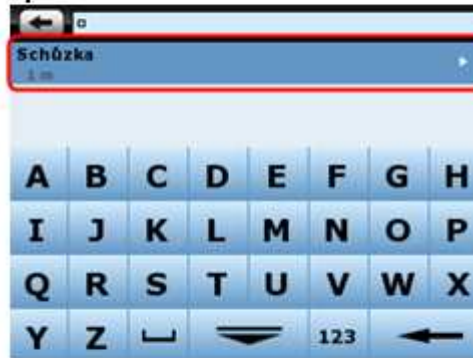 o
Schůzka
1 m
A B C D E F G H
I J K L M N O P
Q R S T U V W X
Y Z 123